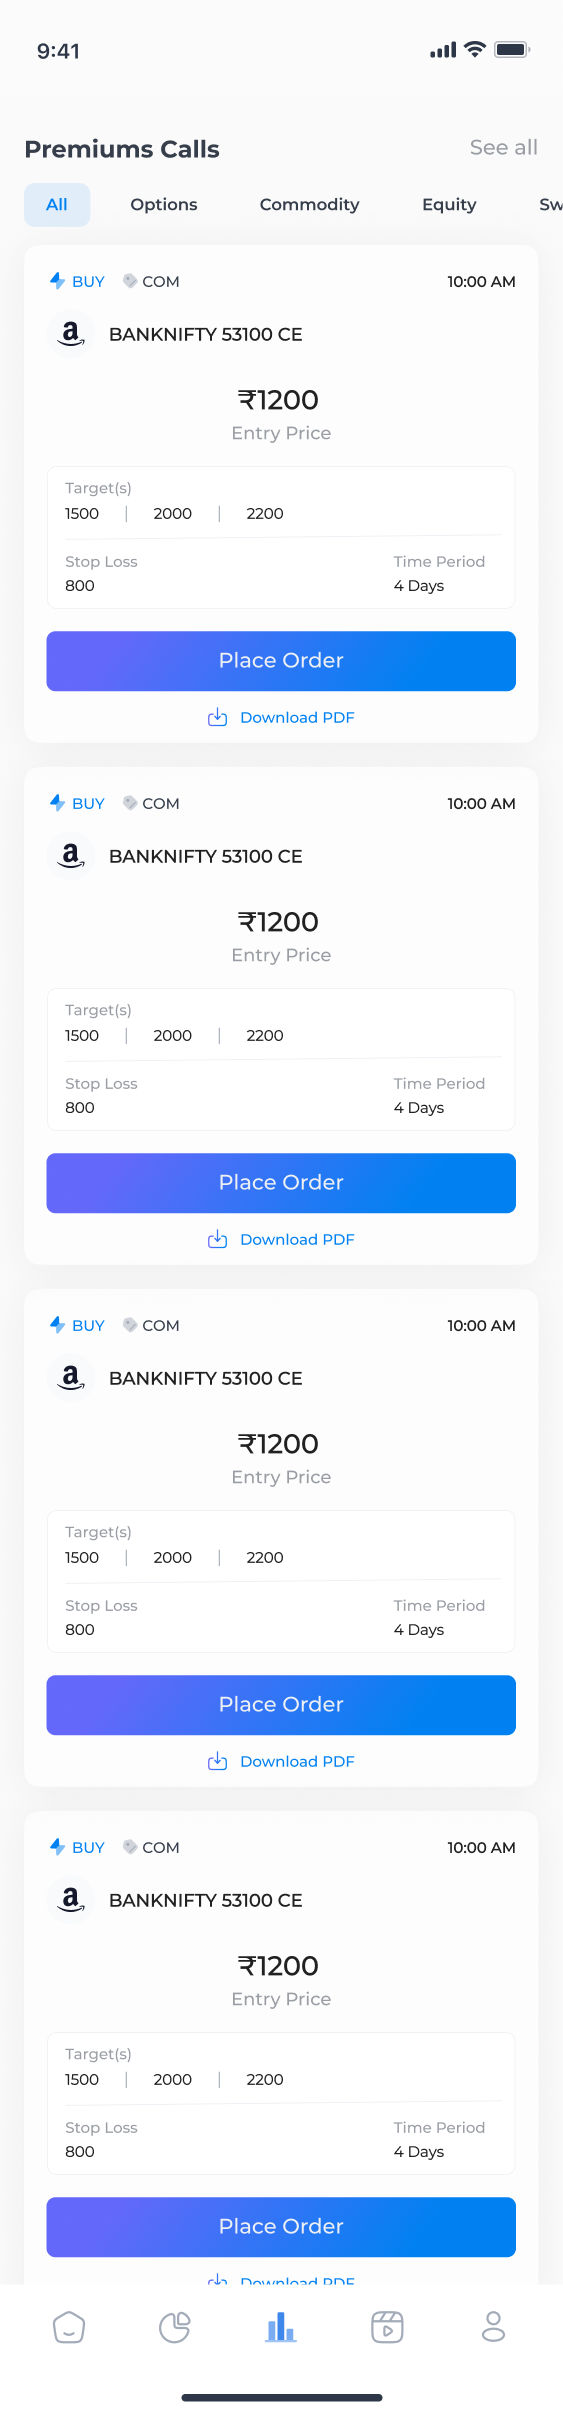 9:41
Premiums Calls See all
All Options Commodity Equity Sw
BUY COM 10:00 AM
BANKNIFTY 53100 CE
₹1200
Entry Price
Target(s)
1500 | 2000 | 2200
Stop Loss Time Period
800 4 Days
Place Order
Download PDF
BUY COM 10:00 AM
BANKNIFTY 53100 CE
₹1200
Entry Price
Target(s)
1500 | 2000 | 2200
Stop Loss Time Period
800 4 Days
Place Order
Download PDF
BUY COM 10:00 AM
BANKNIFTY 53100 CE
₹1200
Entry Price
Target(s)
1500 | 2000 | 2200
Stop Loss Time Period
800 4 Days
Place Order
Download PDF
BUY COM 10:00 AM
BANKNIFTY 53100 CE
₹1200
Entry Price
Target(s)
1500 | 2000 | 2200
Stop Loss Time Period
800 4 Days
Place Order
Download PDF